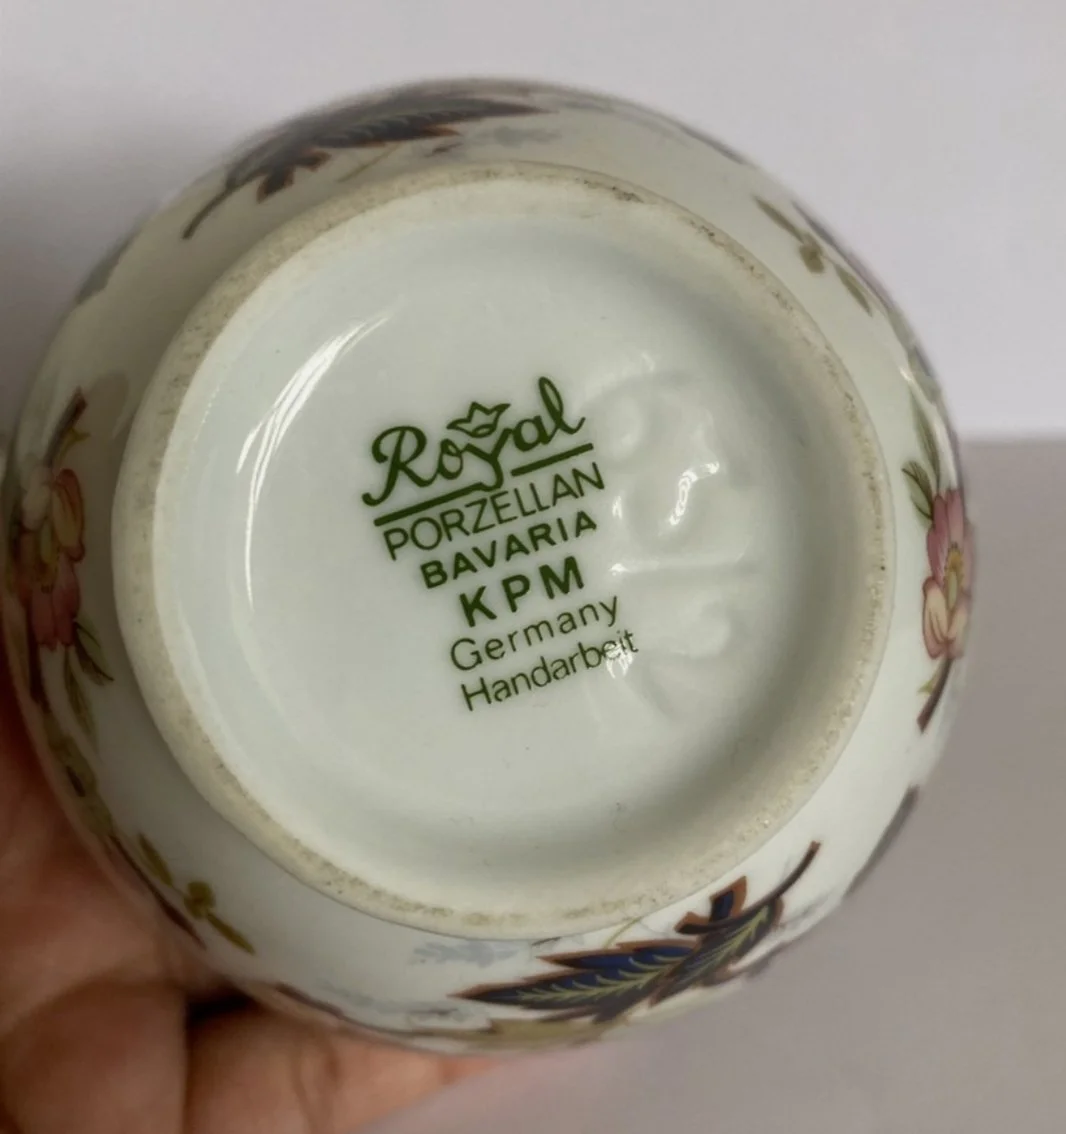 Royal
PORZELLAN
BAVARIA
KPM
Germany
Handarbeit